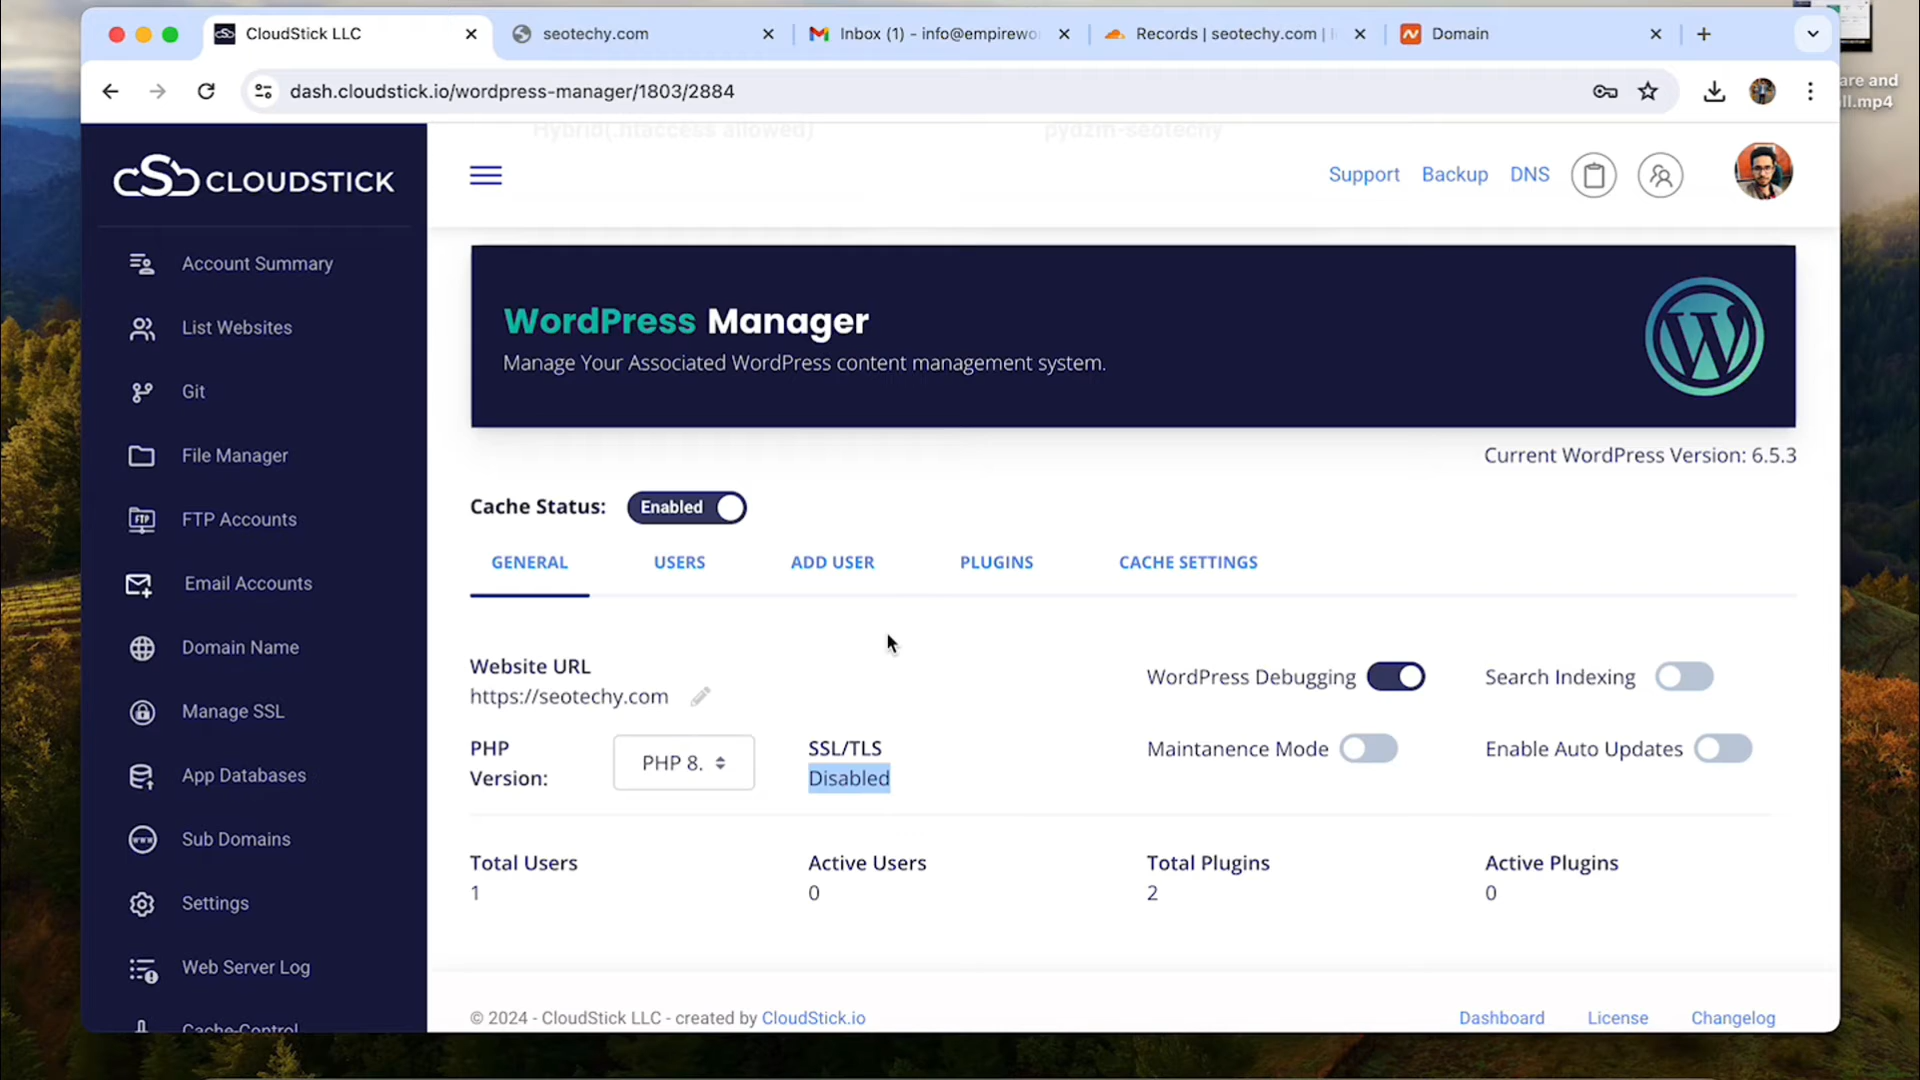 CloudStick LLC
seotechy.com
Inbox (1) - info@empirewo
Records | seotechy.com |
Domain
are and
ll.mp4
dash.cloudstick.io/wordpress-manager/1803/2884
Hybrid(.htaccess allowed)
pydzm-seotechy
CLOUDSTICK
Support
Backup
DNS
Account Summary
List Websites
Git
File Manager
FTP
FTP Accounts
Email Accounts
Domain Name
Manage SSL
App Databases
Sub Domains
Settings
Web Server Log
Cache-Control
WordPress Manager
Manage Your Associated WordPress content management system.
Current WordPress Version: 6.5.3
Cache Status: Enabled
GENERAL
USERS
ADD USER
PLUGINS
CACHE SETTINGS
Website URL
https://seotechy.com
WordPress Debugging
Search Indexing
PHP
Version:
PHP 8.
SSL/TLS
Disabled
Maintanence Mode
Enable Auto Updates
Total Users
1
Active Users
0
Total Plugins
2
Active Plugins
0
© 2024 - CloudStick LLC - created by CloudStick.io
Dashboard
License
Changelog